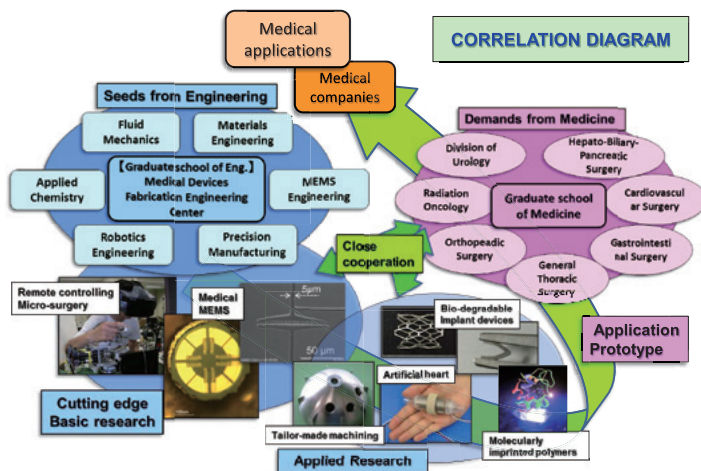 Medical
applications
CORRELATION DIAGRAM
Medical
companies
Seeds from Engineering
Fluid
Mechanics
Materials
Engineering
【Graduate school of Eng.】
Medical Devices
Fabrication Engineering
Center
Applied
Chemistry
MEMS
Engineering
Robotics
Engineering
Precision
Manufacturing
Demands from Medicine
Division of
Urology
Hepato-Biliary-
Pancreatic
Surgery
Radiation
Oncology
Graduate school
of Medicine
Cardiovascul
ar Surgery
Orthopeadic
Surgery
Gastrointesti
nal Surgery
General
Thoracic
Surgery
Close
cooperation
Remote controlling
Micro-surgery
Medical
MEMS
5μm
50 μm
Bio-degradable
Implant devices
Application
Prototype
Artificial heart
Cutting edge
Basic research
Tailor-made machining
Molecularly
imprinted polymers
Applied Research